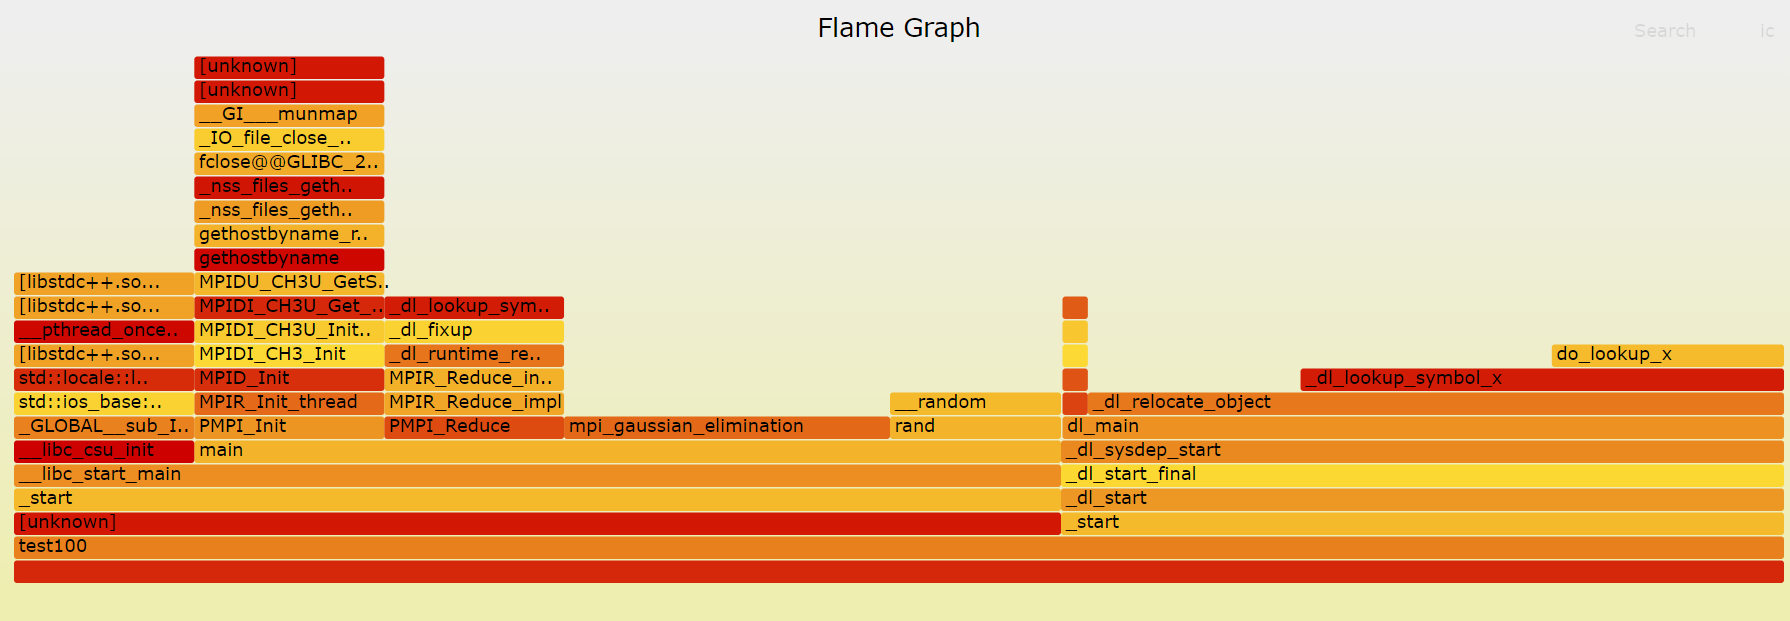 Flame Graph
Search ic
[unknown]
[unknown]
__GI___munmap
_IO_file_close_..
fclose@@GLIBC_2..
_nss_files_geth..
_nss_files_geth..
gethostbyname_r..
gethostbyname
[libstdc++.so... MPIDU_CH3U_GetS..
[libstdc++.so... MPIDI_CH3U_Get_.. _dl_lookup_sym..
__pthread_once.. MPIDI_CH3U_Init.. _dl_fixup
[libstdc++.so... MPIDI_CH3_Init _dl_runtime_re.. do_lookup_x
std::locale::l.. MPID_Init MPIR_Reduce_in.. _dl_lookup_symbol_x
std::ios_base:.. MPIR_Init_thread MPIR_Reduce_impl __random _dl_relocate_object
_GLOBAL__sub_I.. PMPI_Init PMPI_Reduce mpi_gaussian_elimination rand dl_main
__libc_csu_init main _dl_sysdep_start
__libc_start_main _dl_start_final
_start _dl_start
[unknown] _start
test100